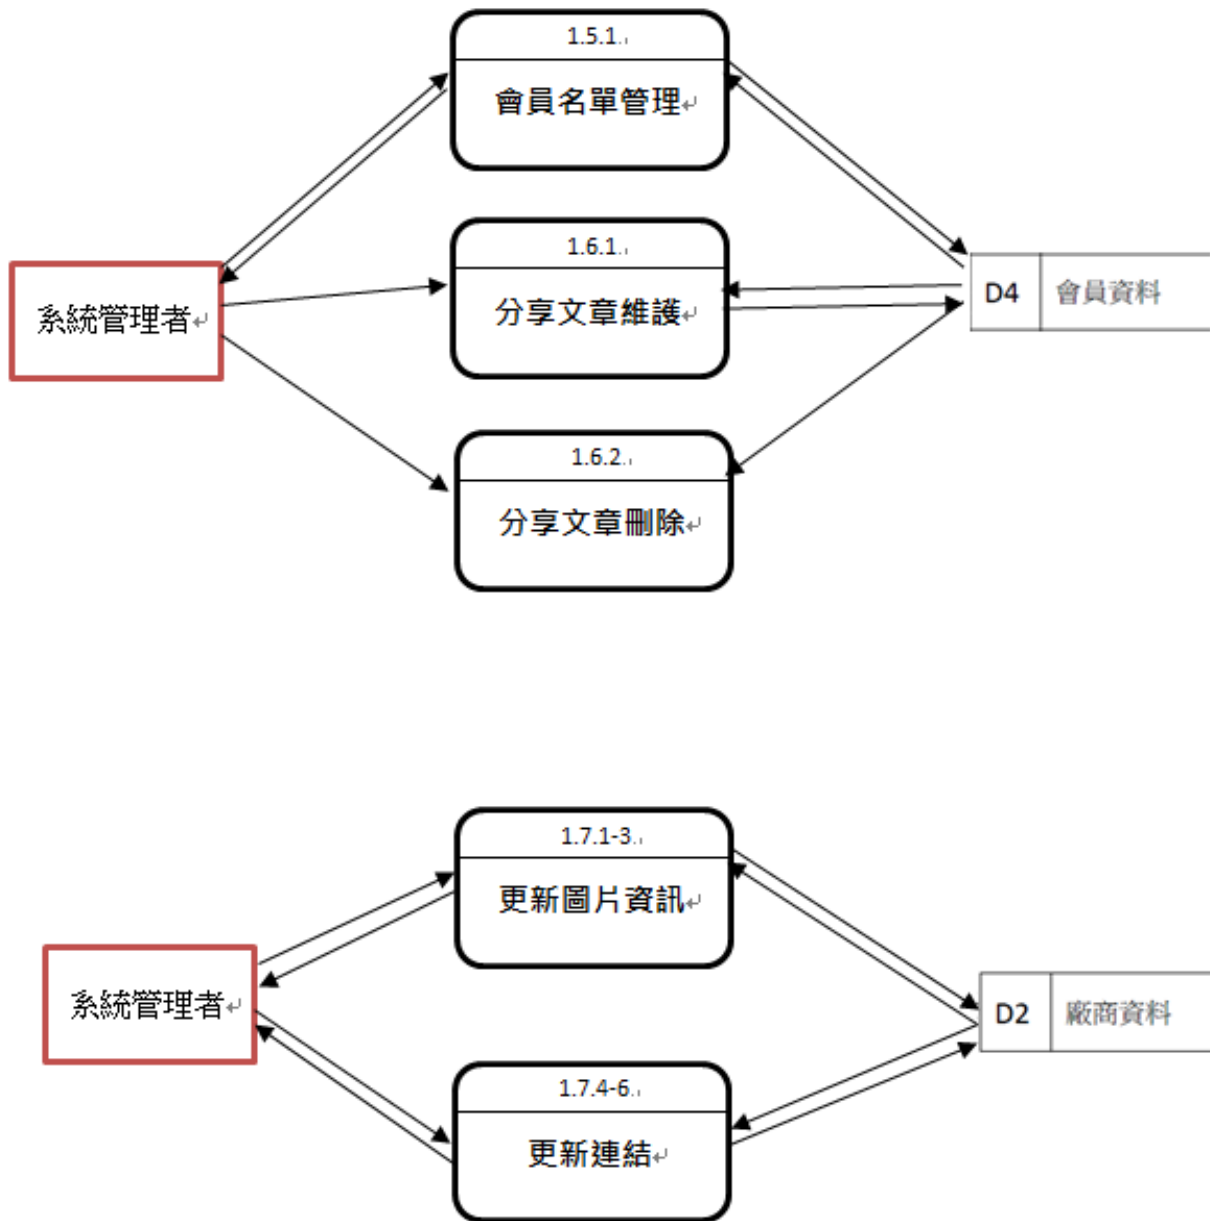 1.5.1.
會員名單管理
1.6.1.
分享文章維護
系統管理者
D4 會員資料
1.6.2.
分享文章刪除
1.7.1-3.
更新圖片資訊
系統管理者
D2 廠商資料
1.7.4-6.
更新連結